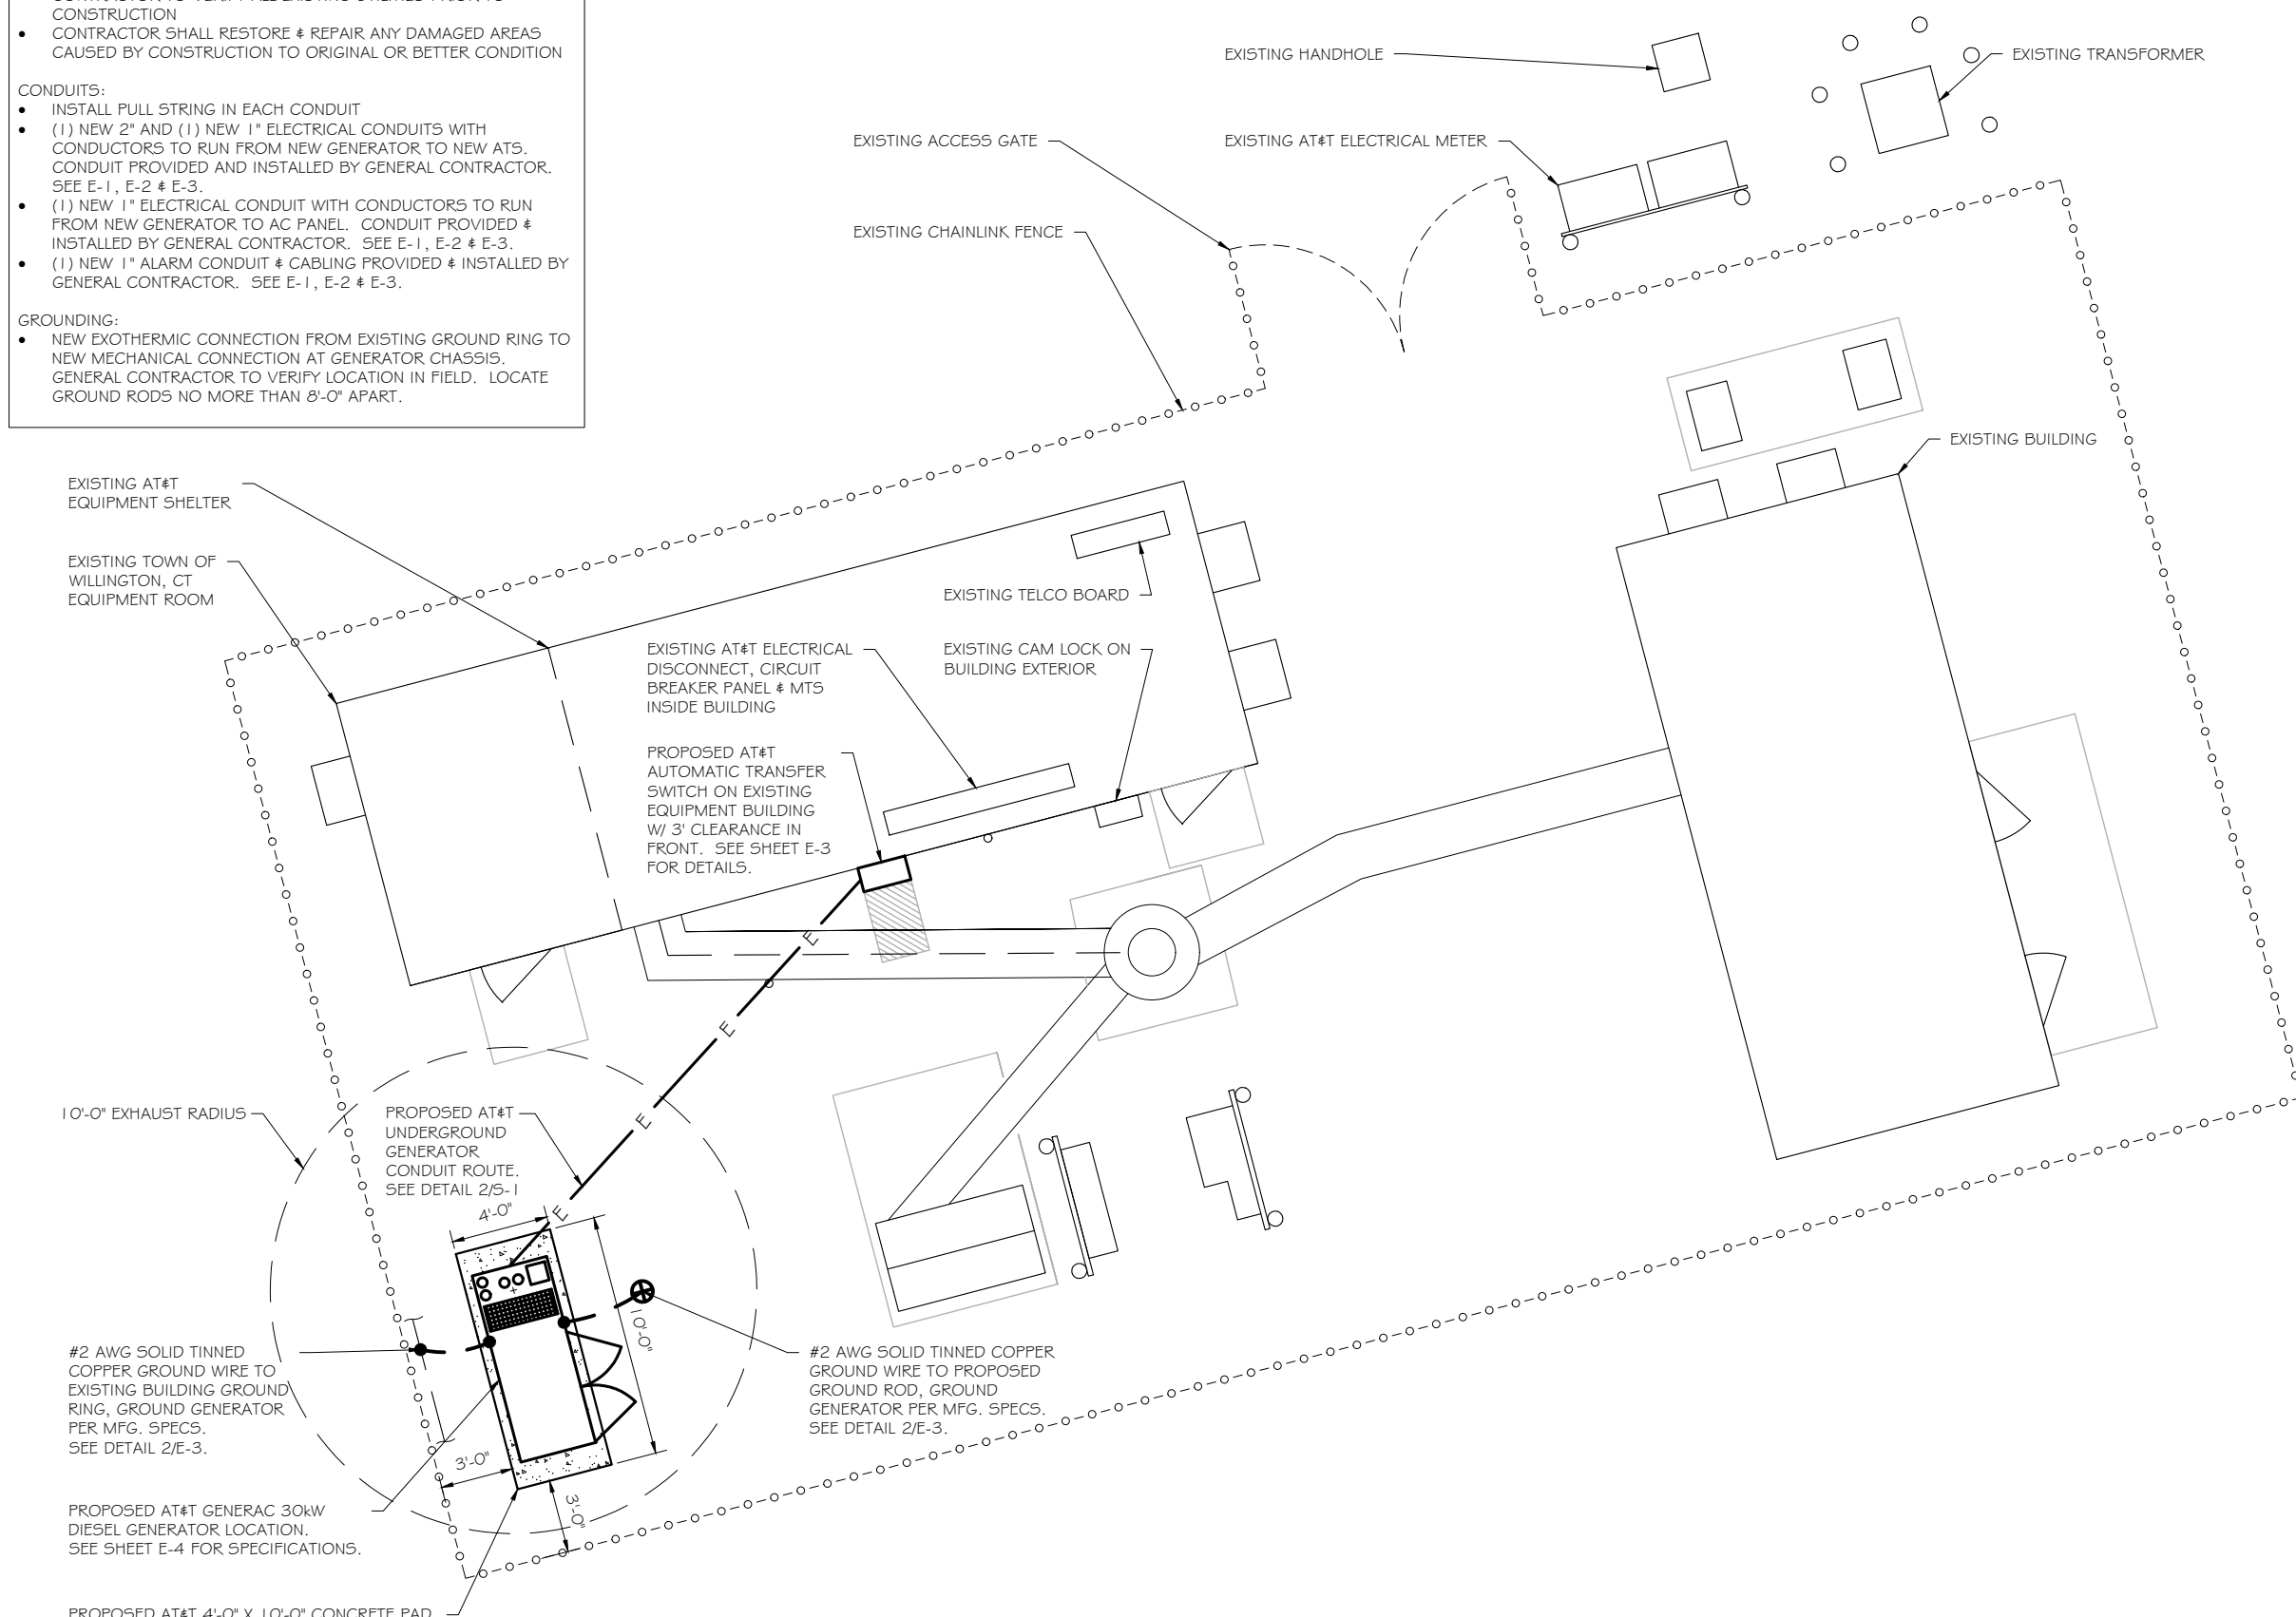 CONTRACTOR TO VERIFY ALL EXISTING UTILITIES PRIOR TO
CONSTRUCTION
• CONTRACTOR SHALL RESTORE & REPAIR ANY DAMAGED AREAS
CAUSED BY CONSTRUCTION TO ORIGINAL OR BETTER CONDITION
CONDUITS:
• INSTALL PULL STRING IN EACH CONDUIT
• (1) NEW 2" AND (1) NEW 1" ELECTRICAL CONDUITS WITH
CONDUCTORS TO RUN FROM NEW GENERATOR TO NEW ATS.
CONDUIT PROVIDED AND INSTALLED BY GENERAL CONTRACTOR.
SEE E-1, E-2 & E-3.
• (1) NEW 1" ELECTRICAL CONDUIT WITH CONDUCTORS TO RUN
FROM NEW GENERATOR TO AC PANEL. CONDUIT PROVIDED &
INSTALLED BY GENERAL CONTRACTOR. SEE E-1, E-2 & E-3.
• (1) NEW 1" ALARM CONDUIT & CABLING PROVIDED & INSTALLED BY
GENERAL CONTRACTOR. SEE E-1, E-2 & E-3.
GROUNDING:
• NEW EXOTHERMIC CONNECTION FROM EXISTING GROUND RING TO
NEW MECHANICAL CONNECTION AT GENERATOR CHASSIS.
GENERAL CONTRACTOR TO VERIFY LOCATION IN FIELD. LOCATE
GROUND RODS NO MORE THAN 8'-0" APART.
EXISTING HANDHOLE
EXISTING TRANSFORMER
EXISTING ACCESS GATE
EXISTING AT&T ELECTRICAL METER
EXISTING CHAINLINK FENCE
EXISTING BUILDING
EXISTING AT&T
EQUIPMENT SHELTER
EXISTING TOWN OF
WILLINGTON, CT
EQUIPMENT ROOM
EXISTING TELCO BOARD
EXISTING AT&T ELECTRICAL
DISCONNECT, CIRCUIT
BREAKER PANEL & MTS
INSIDE BUILDING
EXISTING CAM LOCK ON
BUILDING EXTERIOR
PROPOSED AT&T
AUTOMATIC TRANSFER
SWITCH ON EXISTING
EQUIPMENT BUILDING
W/ 3' CLEARANCE IN
FRONT. SEE SHEET E-3
FOR DETAILS.
E
E
E
E
10'-0" EXHAUST RADIUS
PROPOSED AT&T
UNDERGROUND
GENERATOR
CONDUIT ROUTE.
SEE DETAIL 2/S-1
4'-0"
10'-0"
#2 AWG SOLID TINNED
COPPER GROUND WIRE TO
EXISTING BUILDING GROUND
RING, GROUND GENERATOR
PER MFG. SPECS.
SEE DETAIL 2/E-3.
#2 AWG SOLID TINNED COPPER
GROUND WIRE TO PROPOSED
GROUND ROD, GROUND
GENERATOR PER MFG. SPECS.
SEE DETAIL 2/E-3.
3'-0"
3'-0"
PROPOSED AT&T GENERAC 30kW
DIESEL GENERATOR LOCATION.
SEE SHEET E-4 FOR SPECIFICATIONS.
PROPOSED AT&T 4'-0" X 10'-0" CONCRETE PAD